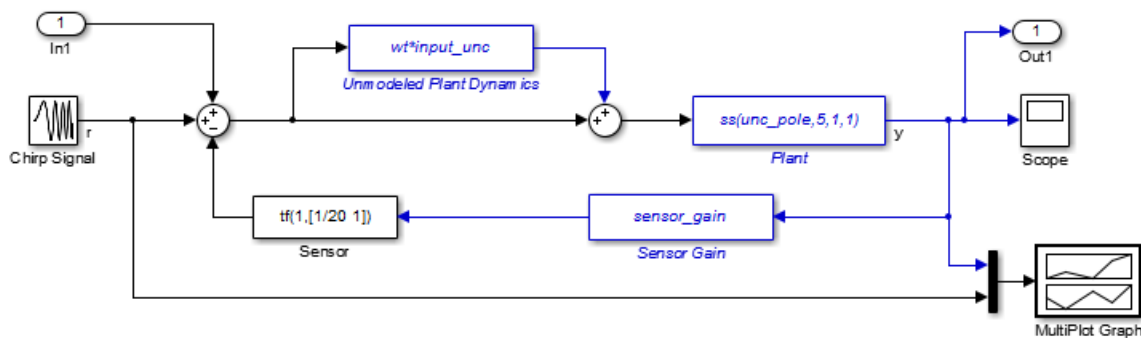 1
In1
wt*input_unc
Unmodeled Plant Dynamics
1
Out1
r
Chirp Signal
ss(unc_pole,5,1,1)
Plant
y
Scope
tf(1,[1/20 1])
Sensor
sensor_gain
Sensor Gain
MultiPlot Graph